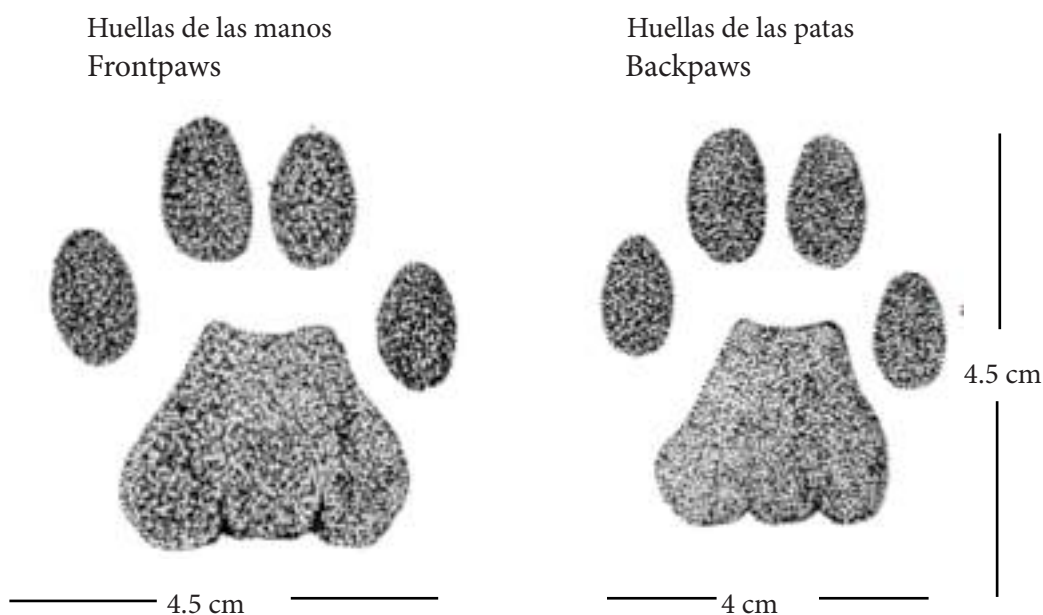 Huellas de las manos
Frontpaws
Huellas de las patas
Backpaws
4.5 cm
4.5 cm
4 cm